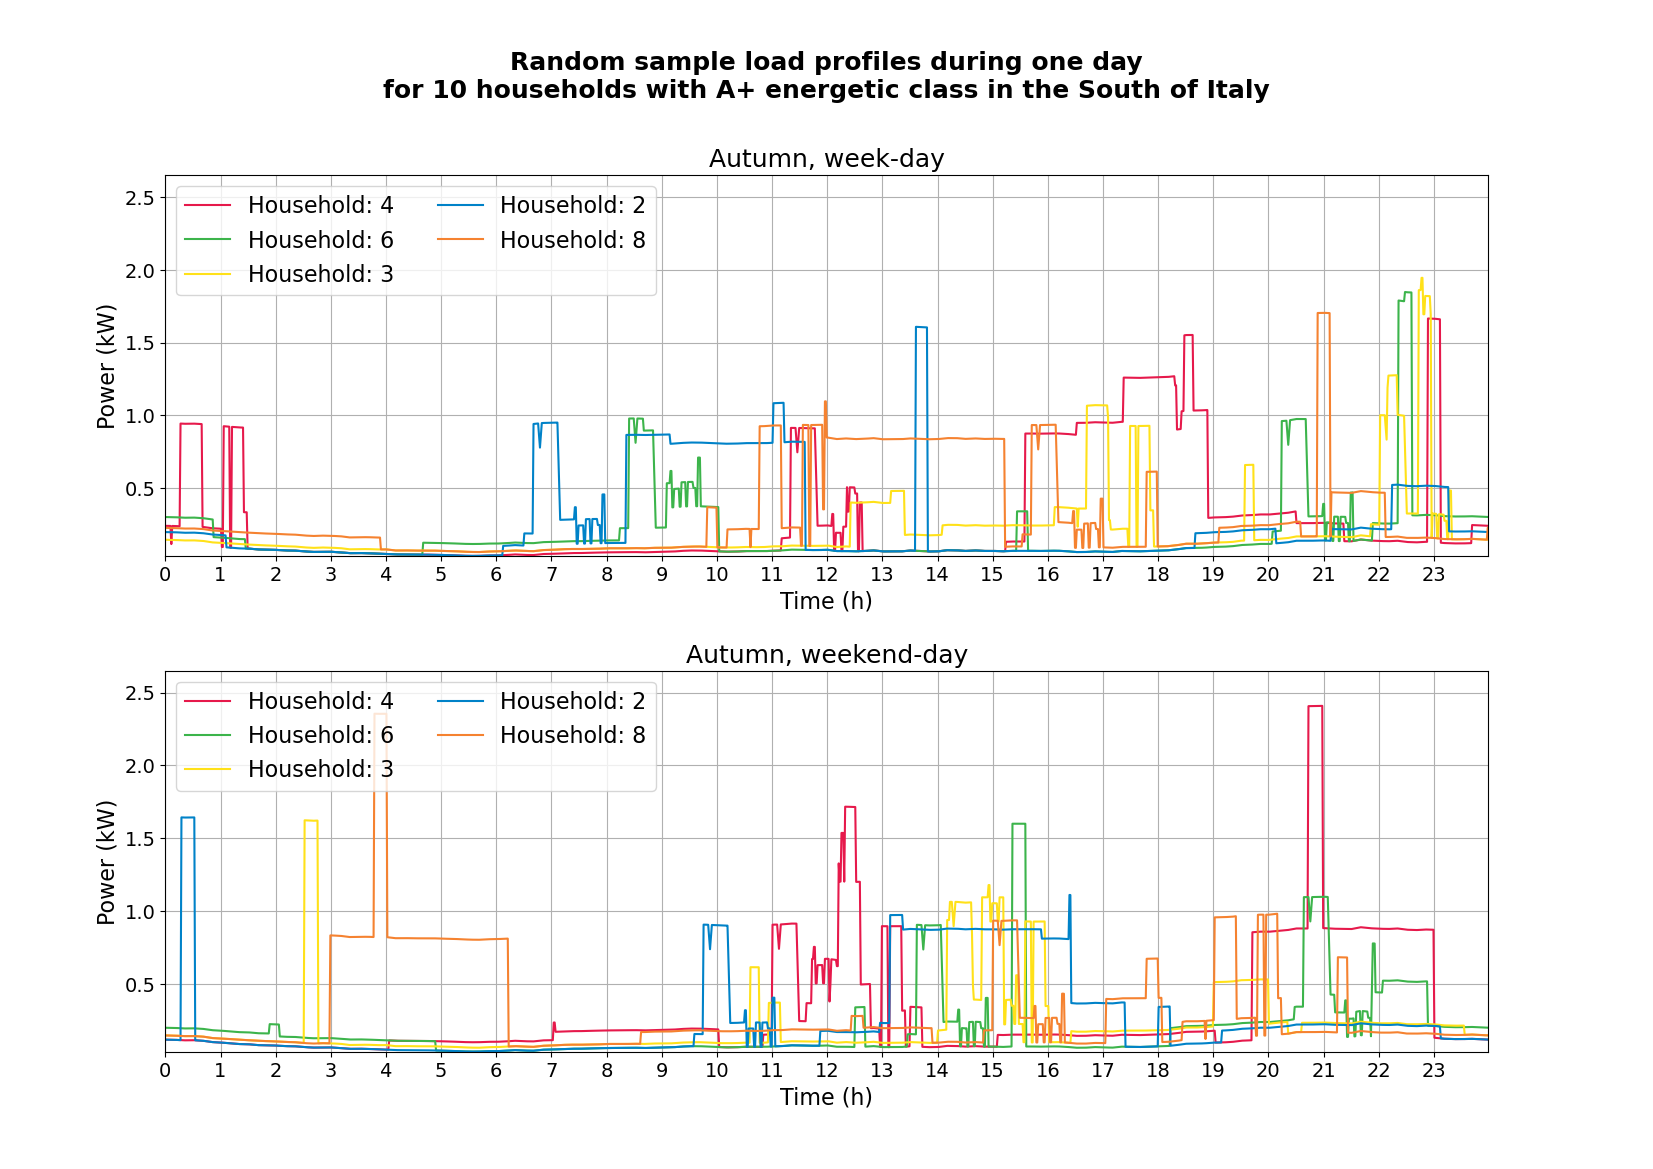 Random sample load profiles during one day
for 10 households with A+ energetic class in the South of Italy
Autumn, week-day
Household: 4
Household: 6
Household: 3
Household: 2
Household: 8
Power (kW)
2.5
2.0
1.5
1.0
0.5
0 1 2 3 4 5 6 7 8 9 10 11 12 13 14 15 16 17 18 19 20 21 22 23
Time (h)
Autumn, weekend-day
Household: 4
Household: 6
Household: 3
Household: 2
Household: 8
Power (kW)
2.5
2.0
1.5
1.0
0.5
0 1 2 3 4 5 6 7 8 9 10 11 12 13 14 15 16 17 18 19 20 21 22 23
Time (h)